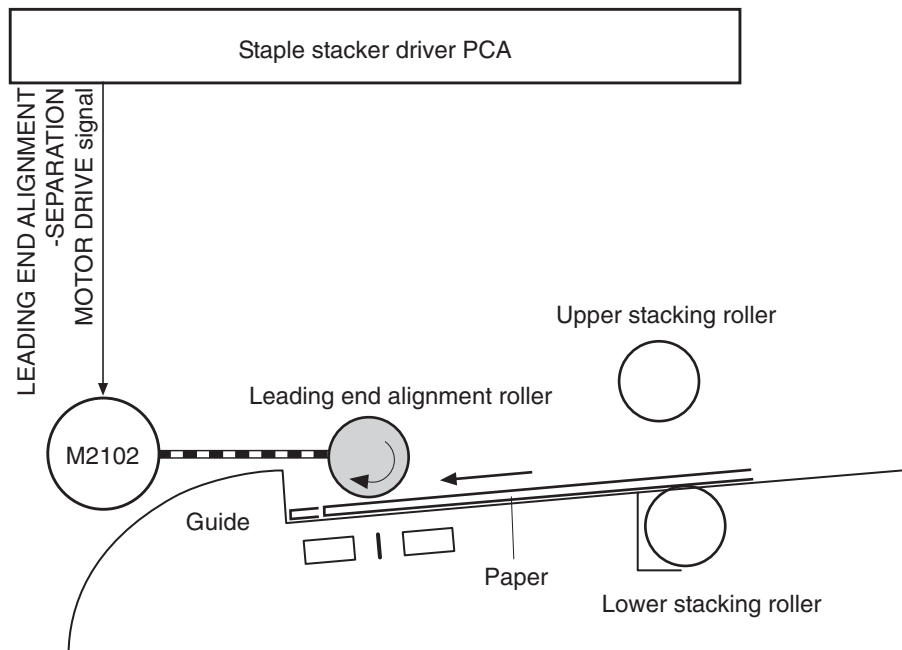 Staple stacker driver PCA
LEADING END ALIGNMENT
-SEPARATION
MOTOR DRIVE signal
Upper stacking roller
Leading end alignment roller
M2102
Guide
Paper
Lower stacking roller